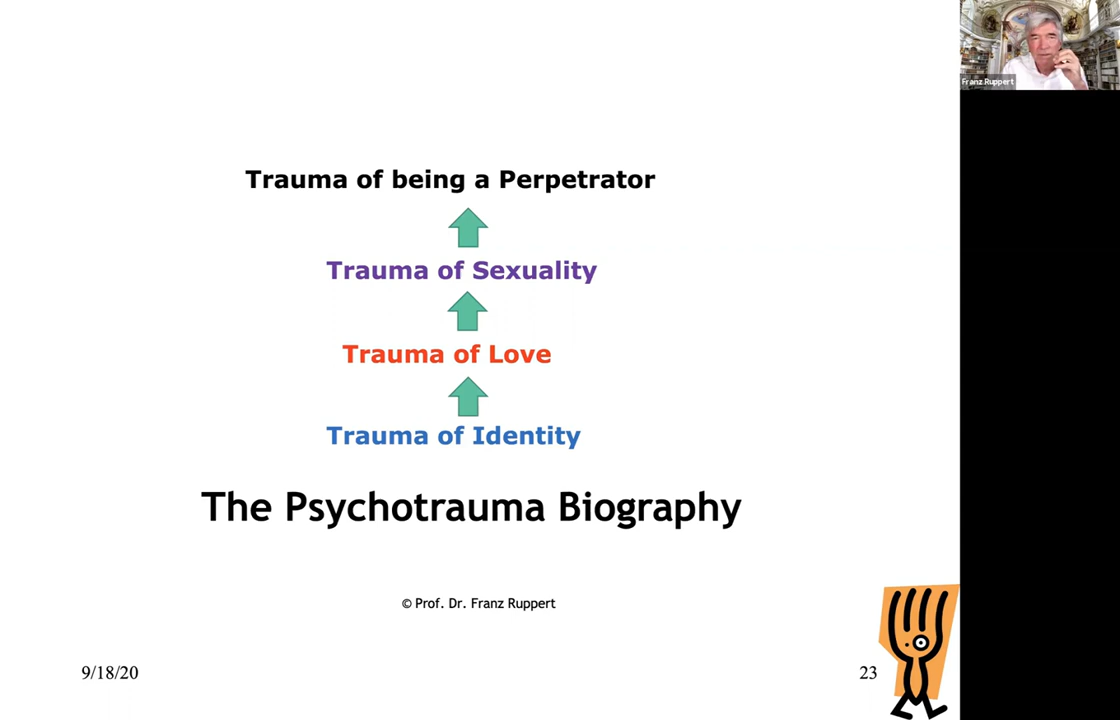 Franz Ruppert
Trauma of being a Perpetrator
Trauma of Sexuality
Trauma of Love
Trauma of Identity
The Psychotrauma Biography
© Prof. Dr. Franz Ruppert
9/18/20
23